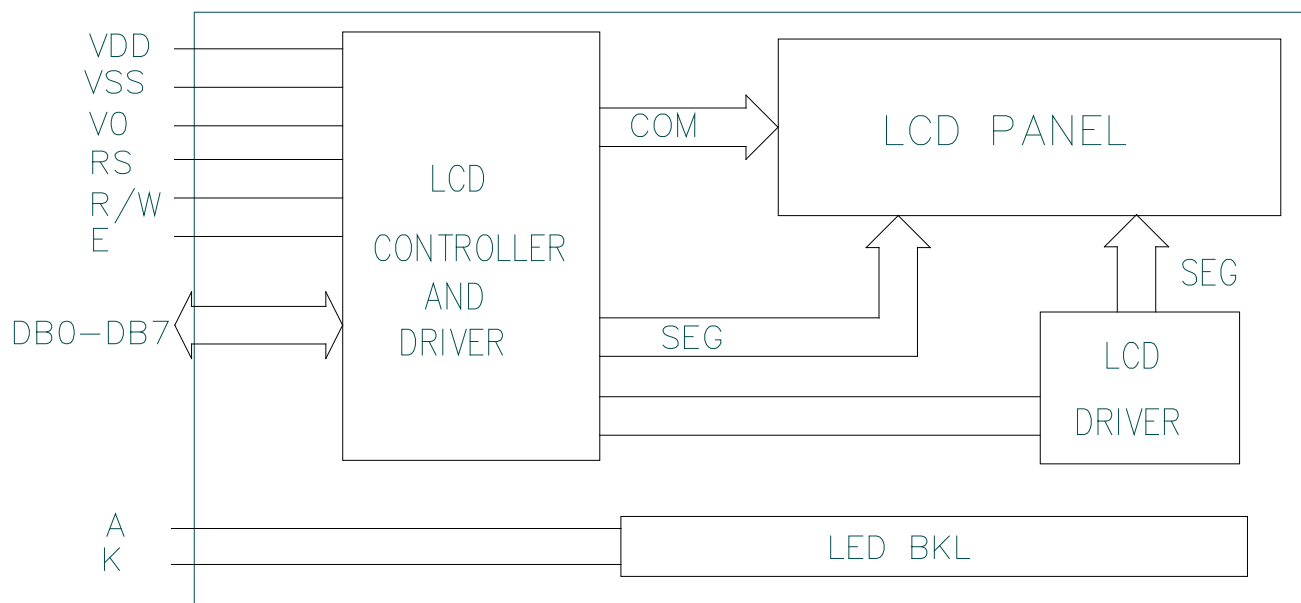 VDD
VSS
V0
RS
R/W
E
DB0-DB7
LCD
CONTROLLER
AND
DRIVER
COM
LCD PANEL
SEG
SEG
LCD
DRIVER
A
K
LED BKL